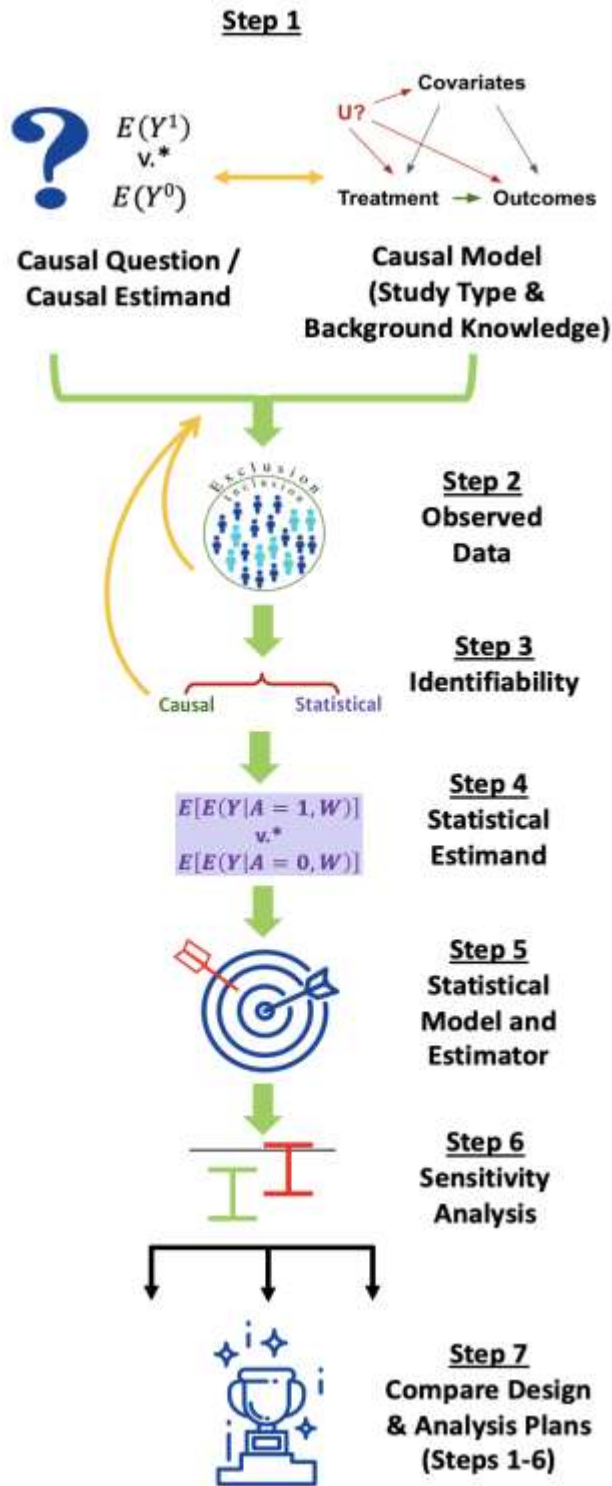 Step 1
?
E(Y¹)
v.*
E(Y⁰)
Covariates
U?
Treatment
Outcomes
Causal Question /
Causal Estimand
Causal Model
(Study Type &
Background Knowledge)
Exclusion
Inclusion
Step 2
Observed
Data
Step 3
Identifiability
Causal
Statistical
E[E(Y|A = 1, W)]
v.*
E[E(Y|A = 0, W)]
Step 4
Statistical
Estimand
Step 5
Statistical
Model and
Estimator
Step 6
Sensitivity
Analysis
Step 7
Compare Design
& Analysis Plans
(Steps 1-6)